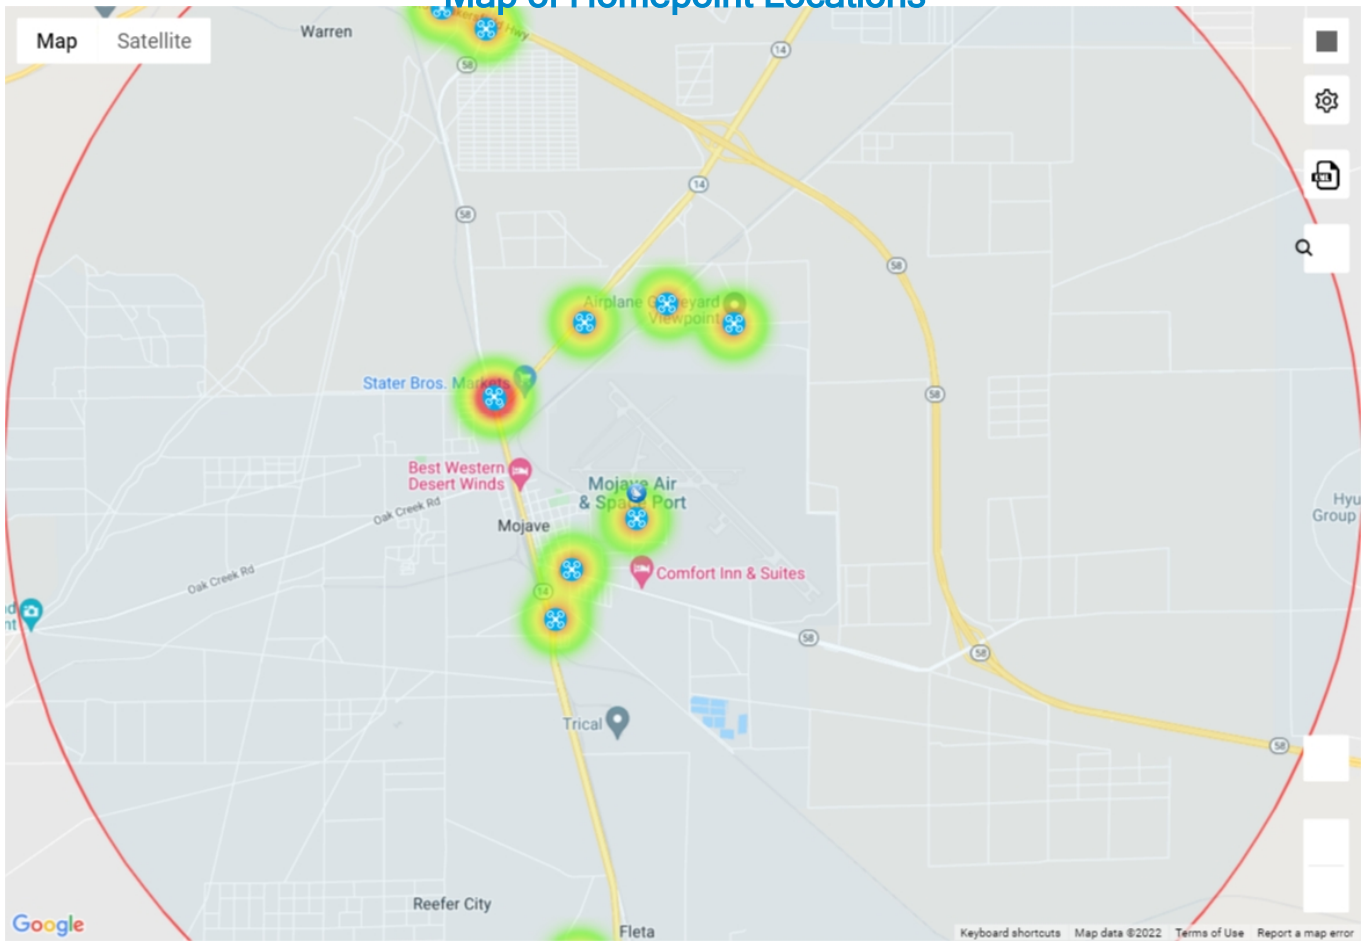 Map of Homepoint Locations
Map
Satellite
Warren
Hwy
58
14
14
58
58
Airplane G eyard
Viewpoint
Stater Bros. Markets
58
Best Western
Desert Winds
Mojave Air
& Space Port
Oak Creek Rd
Mojave
Hyu
Group
Oak Creek Rd
Comfort Inn & Suites
14
nt
58
58
Trical
58
Reefer City
Fleta
Google
Keyboard shortcuts
Map data ©2022
Terms of Use
Report a map error